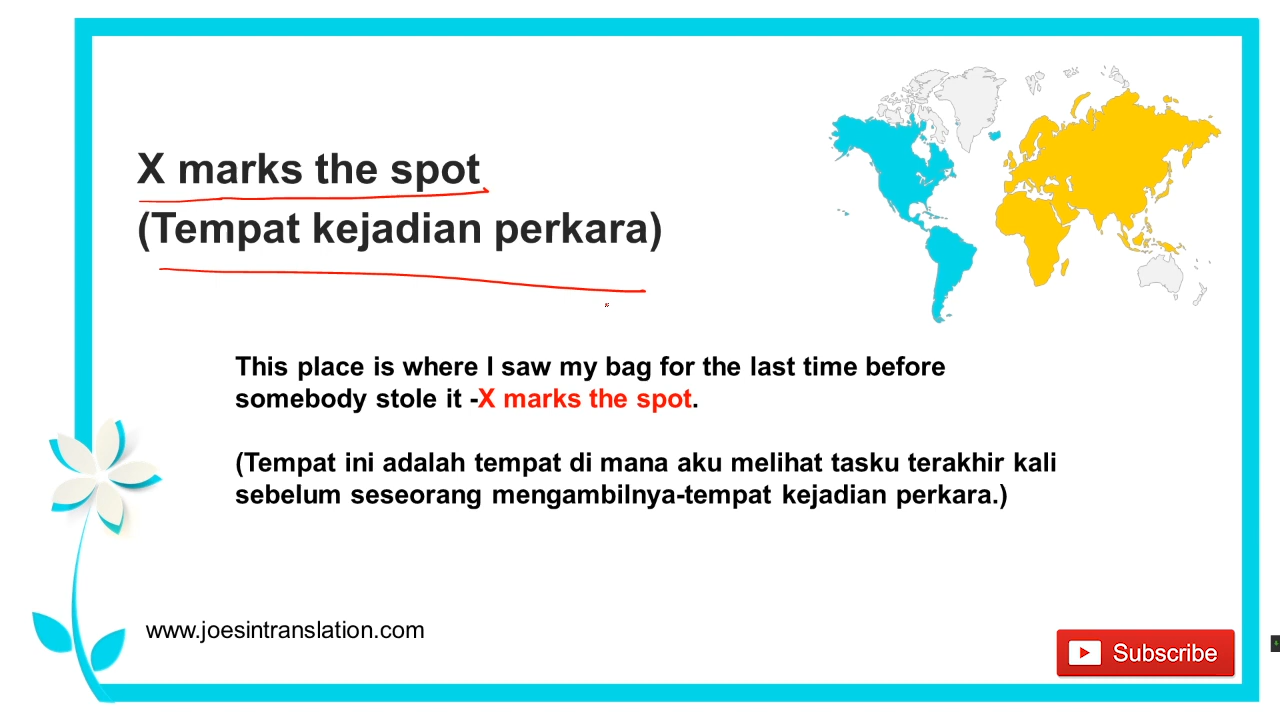 X marks the spot
(Tempat kejadian perkara)
This place is where I saw my bag for the last time before
somebody stole it -X marks the spot.
(Tempat ini adalah tempat di mana aku melihat tasku terakhir kali
sebelum seseorang mengambilnya-tempat kejadian perkara.)
www.joesintranslation.com
Subscribe